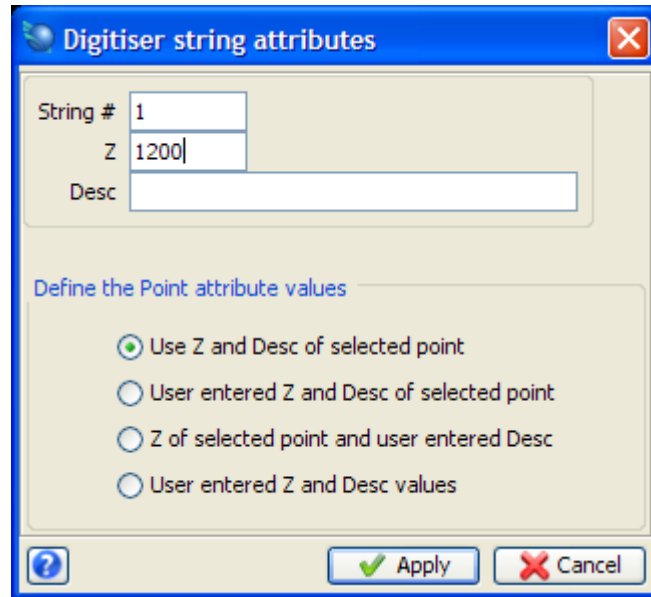 Digitiser string attributes
String # 1
Z 1200
Desc
Define the Point attribute values
Use Z and Desc of selected point
User entered Z and Desc of selected point
Z of selected point and user entered Desc
User entered Z and Desc values
? Apply Cancel